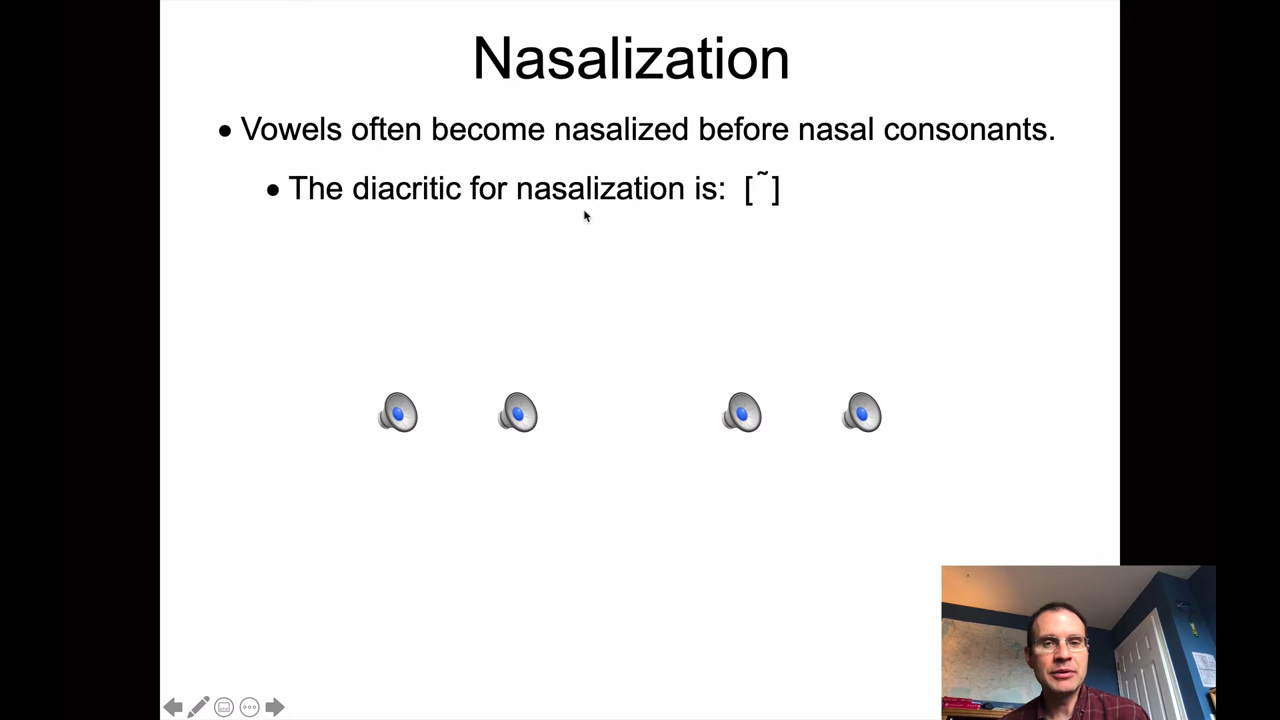 Nasalization
• Vowels often become nasalized before nasal consonants.
• The diacritic for nasalization is: [˜]